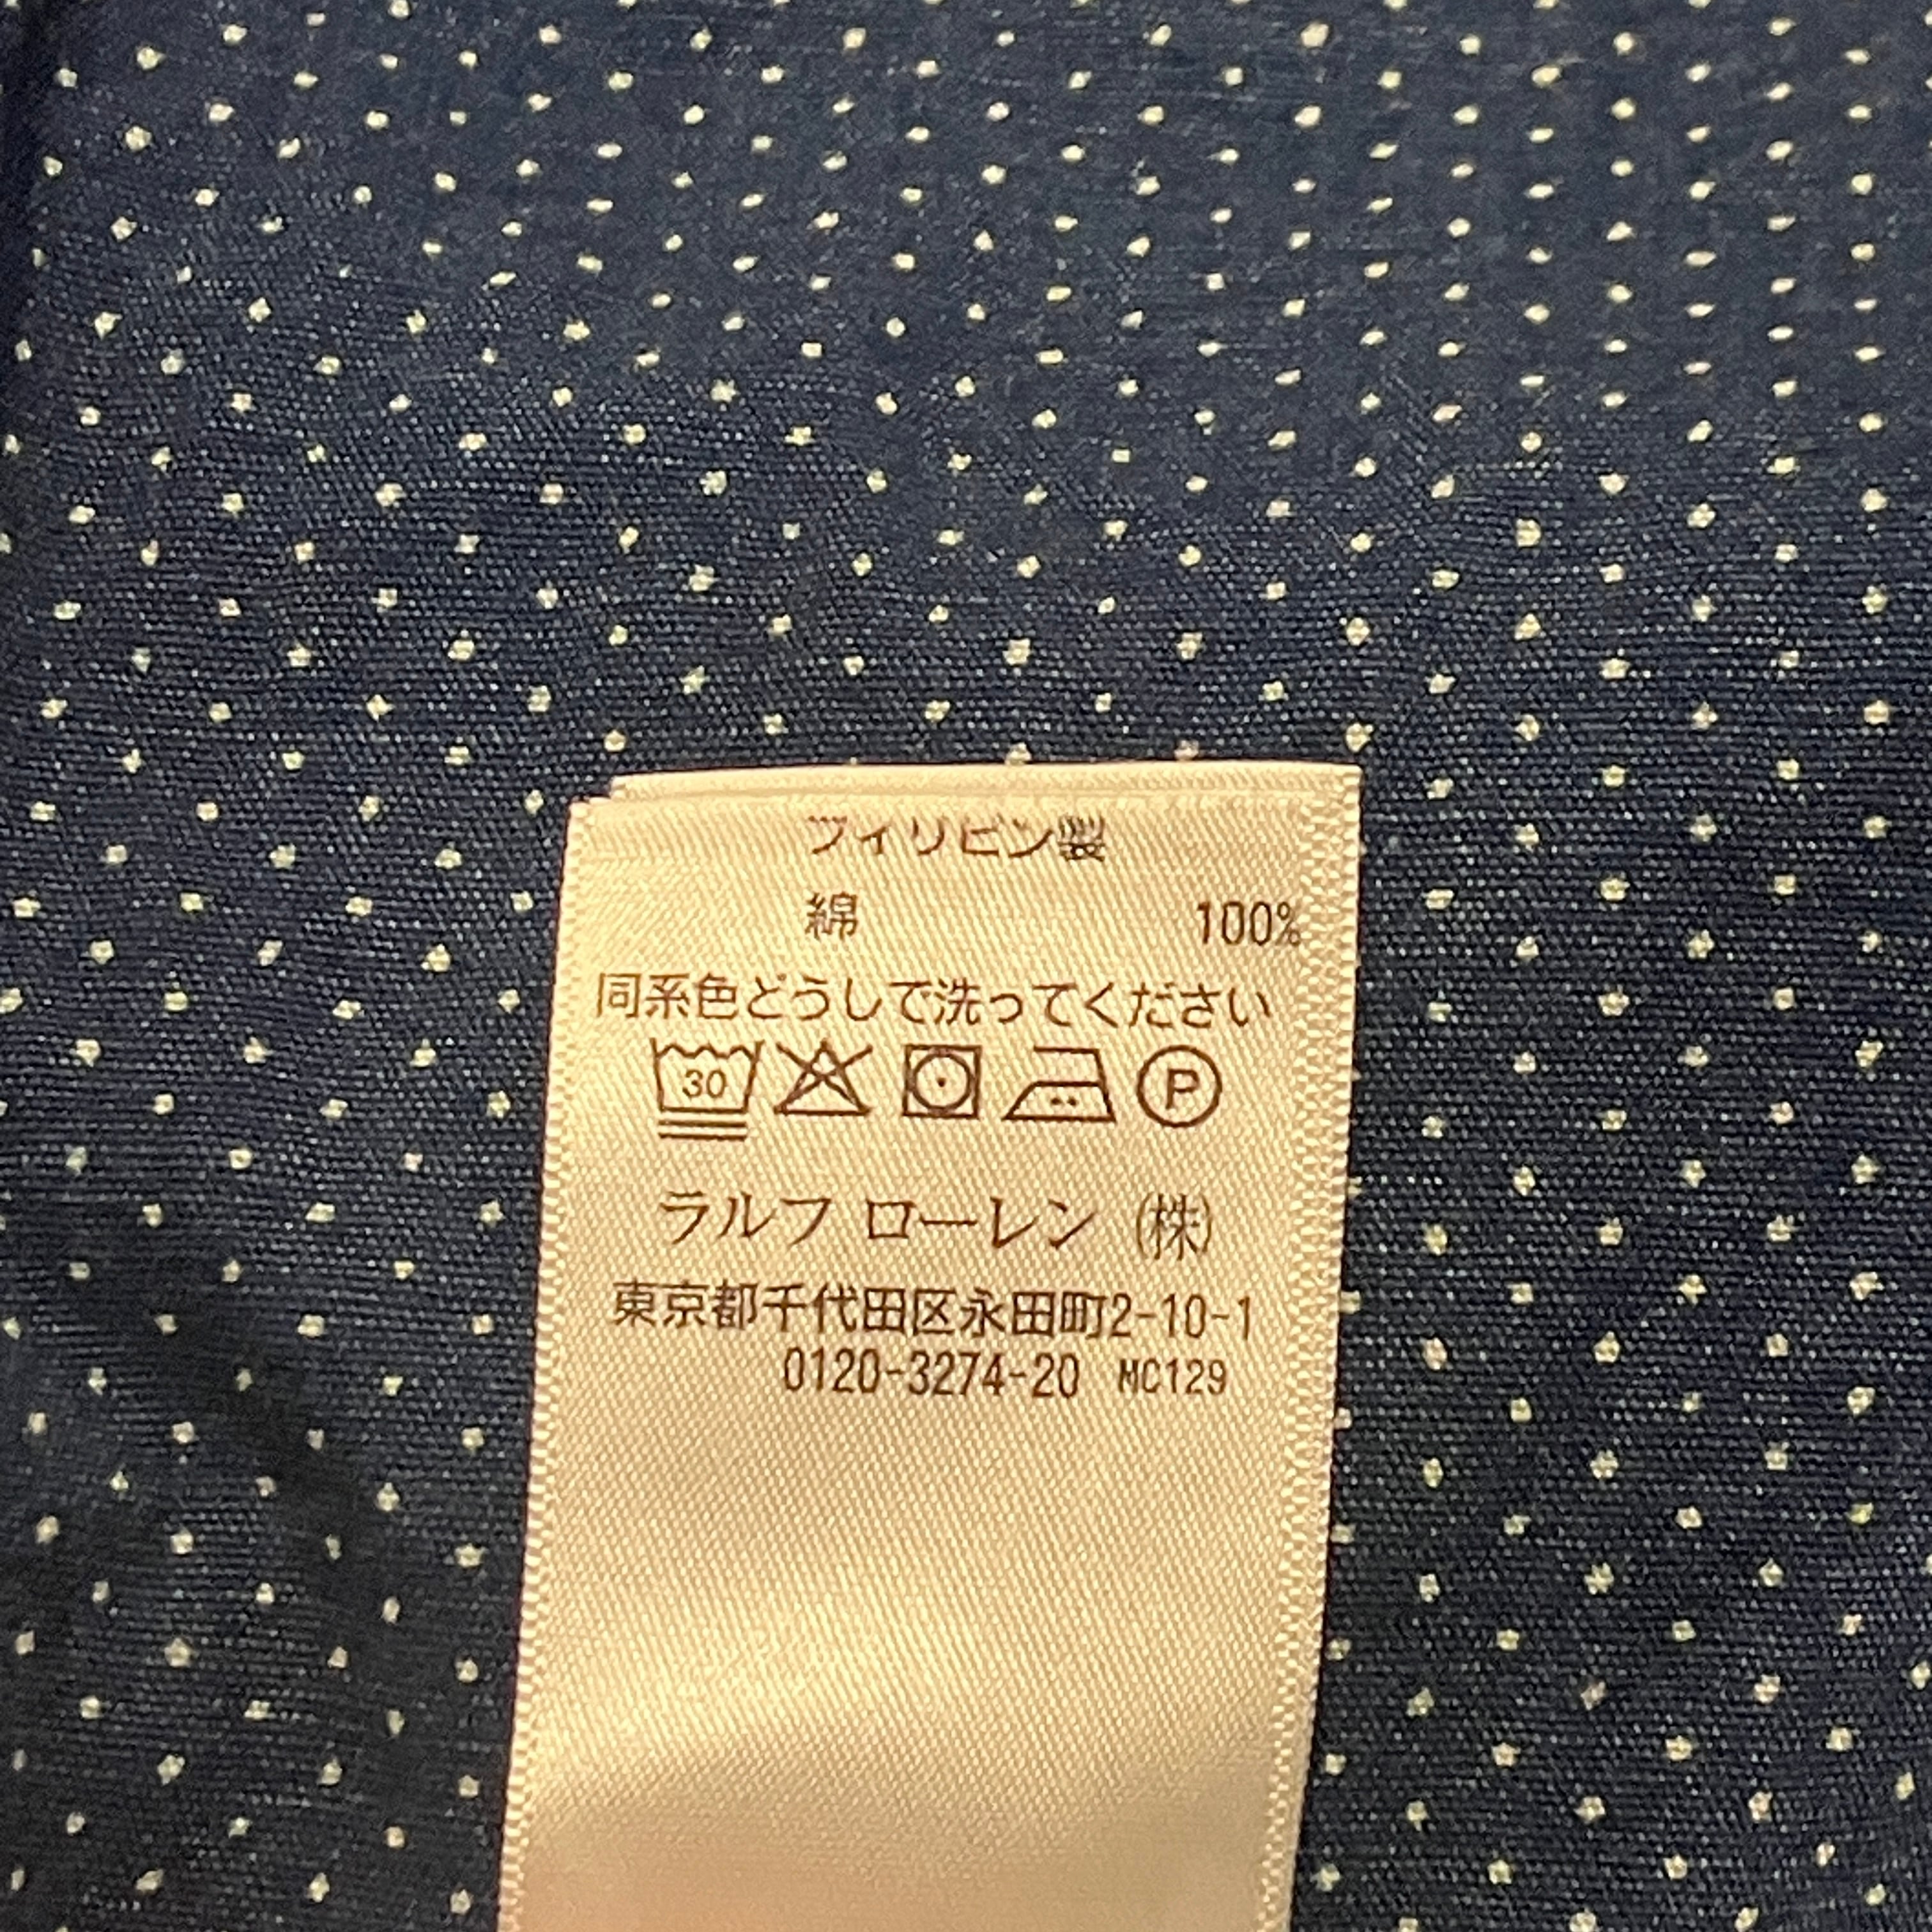 フィリピン製
綿 100%
同系色どうしで洗ってください
30 P
ラルフ ローレン (株)
東京都千代田区永田町2-10-1
0120-3274-20 MC129